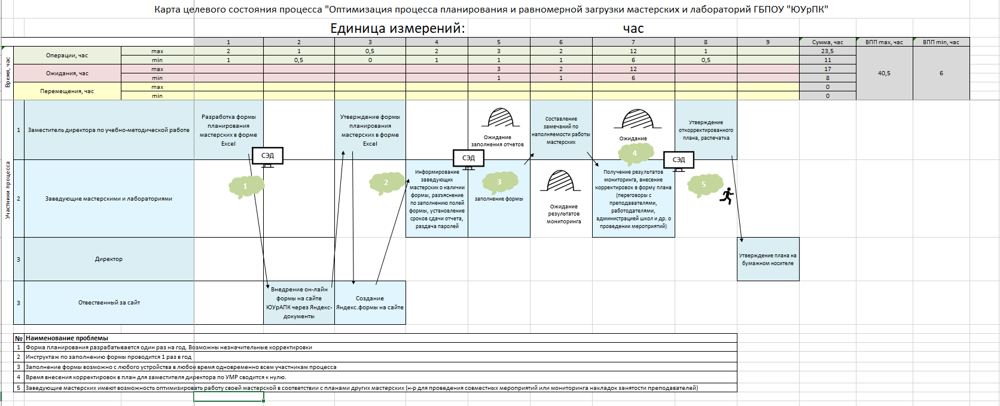 Карта целевого состояния процесса "Оптимизация процесса планирования и равномерной загрузки мастерских и лабораторий ГБПОУ "ЮУрПК"
Единица измерений: час
1 2 3 4 5 6 7 8 9 Сумма, час ВПП max, час ВПП min, час
Время, час
Операции, час
max 2 1 0,5 2 3 2 12 1 23,5
min 1 0,5 0 1 1 1 6 0,5 11
Ожидания, час
max 3 2 12 17
min 1 1 6 8
40,5 6
Перемещения, час
max 0
min 0
Участники процесса
1 Заместитель директора по учебно-методической работе
Разработка формы
планирования
мастерских в форме
Excel
Утверждение формы
планирования
мастерских в форме
Excel
Ожидание
заполнения отчетов
Составление
замечаний по
наполняемости работы
мастерских
Ожидание
Утверждение
откорректированного
плана, распечатка
СЭД
СЭД
СЭД
2 Заведующие мастерскими и лабораториями
1
2
3
4
5
Информирование
заведующих
мастерских о наличии
формы, разъяснение
по заполнению полей
формы, установление
сроков сдачи отчета,
раздача паролей
заполнение формы
Ожидание
результатов
мониторинга
Получение результатов
мониторинга, внесение
корректировок в форму плана
(переговоры с
преподавателями,
работодателями,
администрацией школ и др. о
проведении мероприятий)
3 Директор
Утверждение плана на
бумажном носителе
3 Отвественный за сайт
Внедрение он-лайн
формы на сайте
ЮУрАПК через Яндекс-
документы
Создание
Яндекс.формы на сайте
№ Наименование проблемы
1 Форма планирования разрабатывается один раз на год. Возможны незначительные корректировки
2 Инструктаж по заполнению формы проводится 1 раз в год
3 Заполнение формы возможно с любого устройства в любое время одновременно всем участникам процесса
4 Время внесения корректировок в план для заместителя директора по УМР сводится к нулю.
5 Заведующие мастерских имеют возможность оптимизировать работу своей мастерской в соответствии с планами других мастерских (н-р для проведения совместных мероприятий или мониторинга накладок занятости преподавателей)